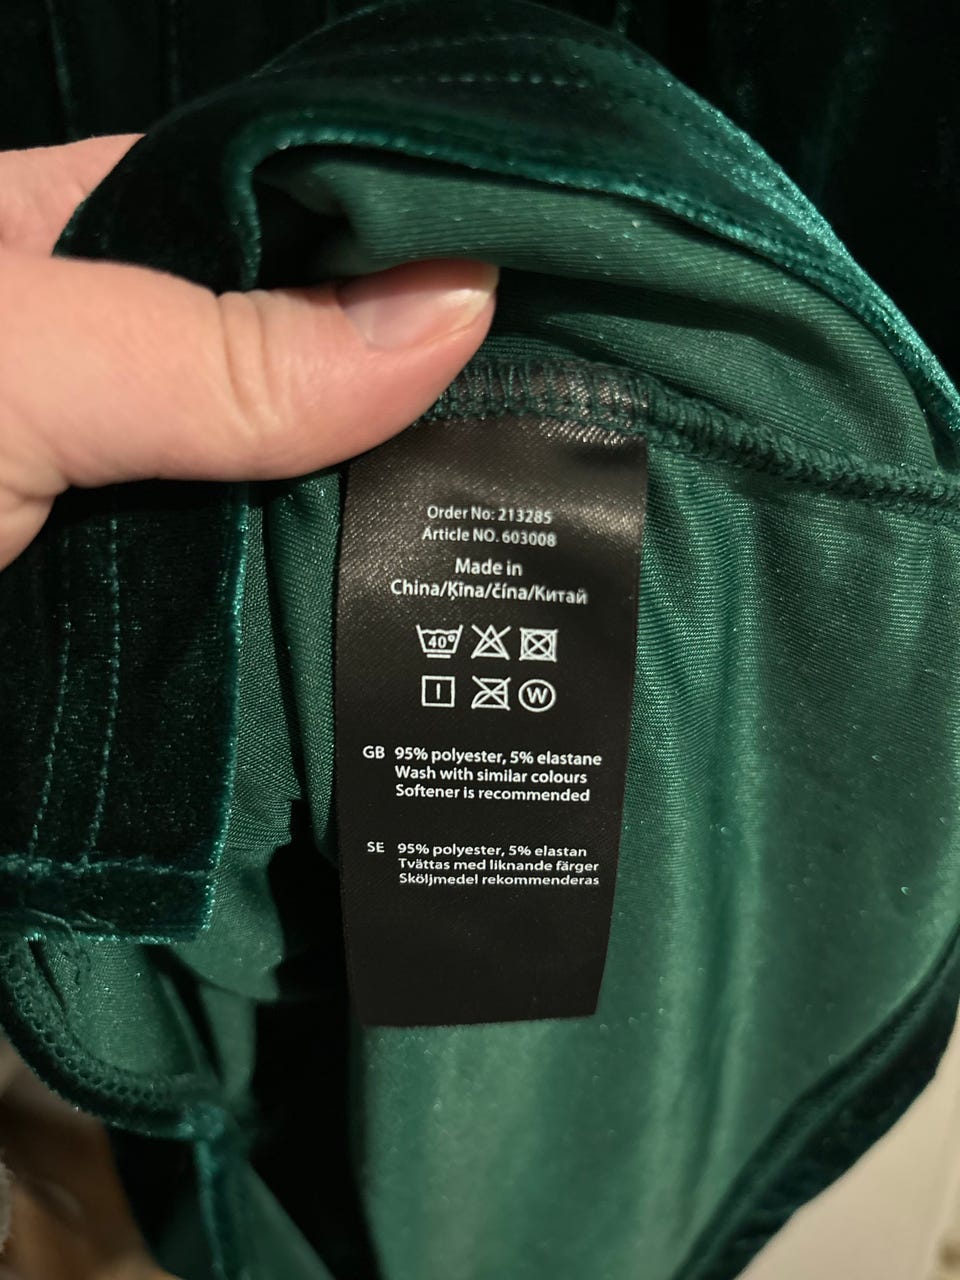 Order No: 213285
Article NO. 603008
Made in
China/Ķīna/čína/Китай
40°
I W
GB 95% polyester, 5% elastane
Wash with similar colours
Softener is recommended
SE 95% polyester, 5% elastan
Tvättas med liknande färger
Sköljmedel rekommenderas